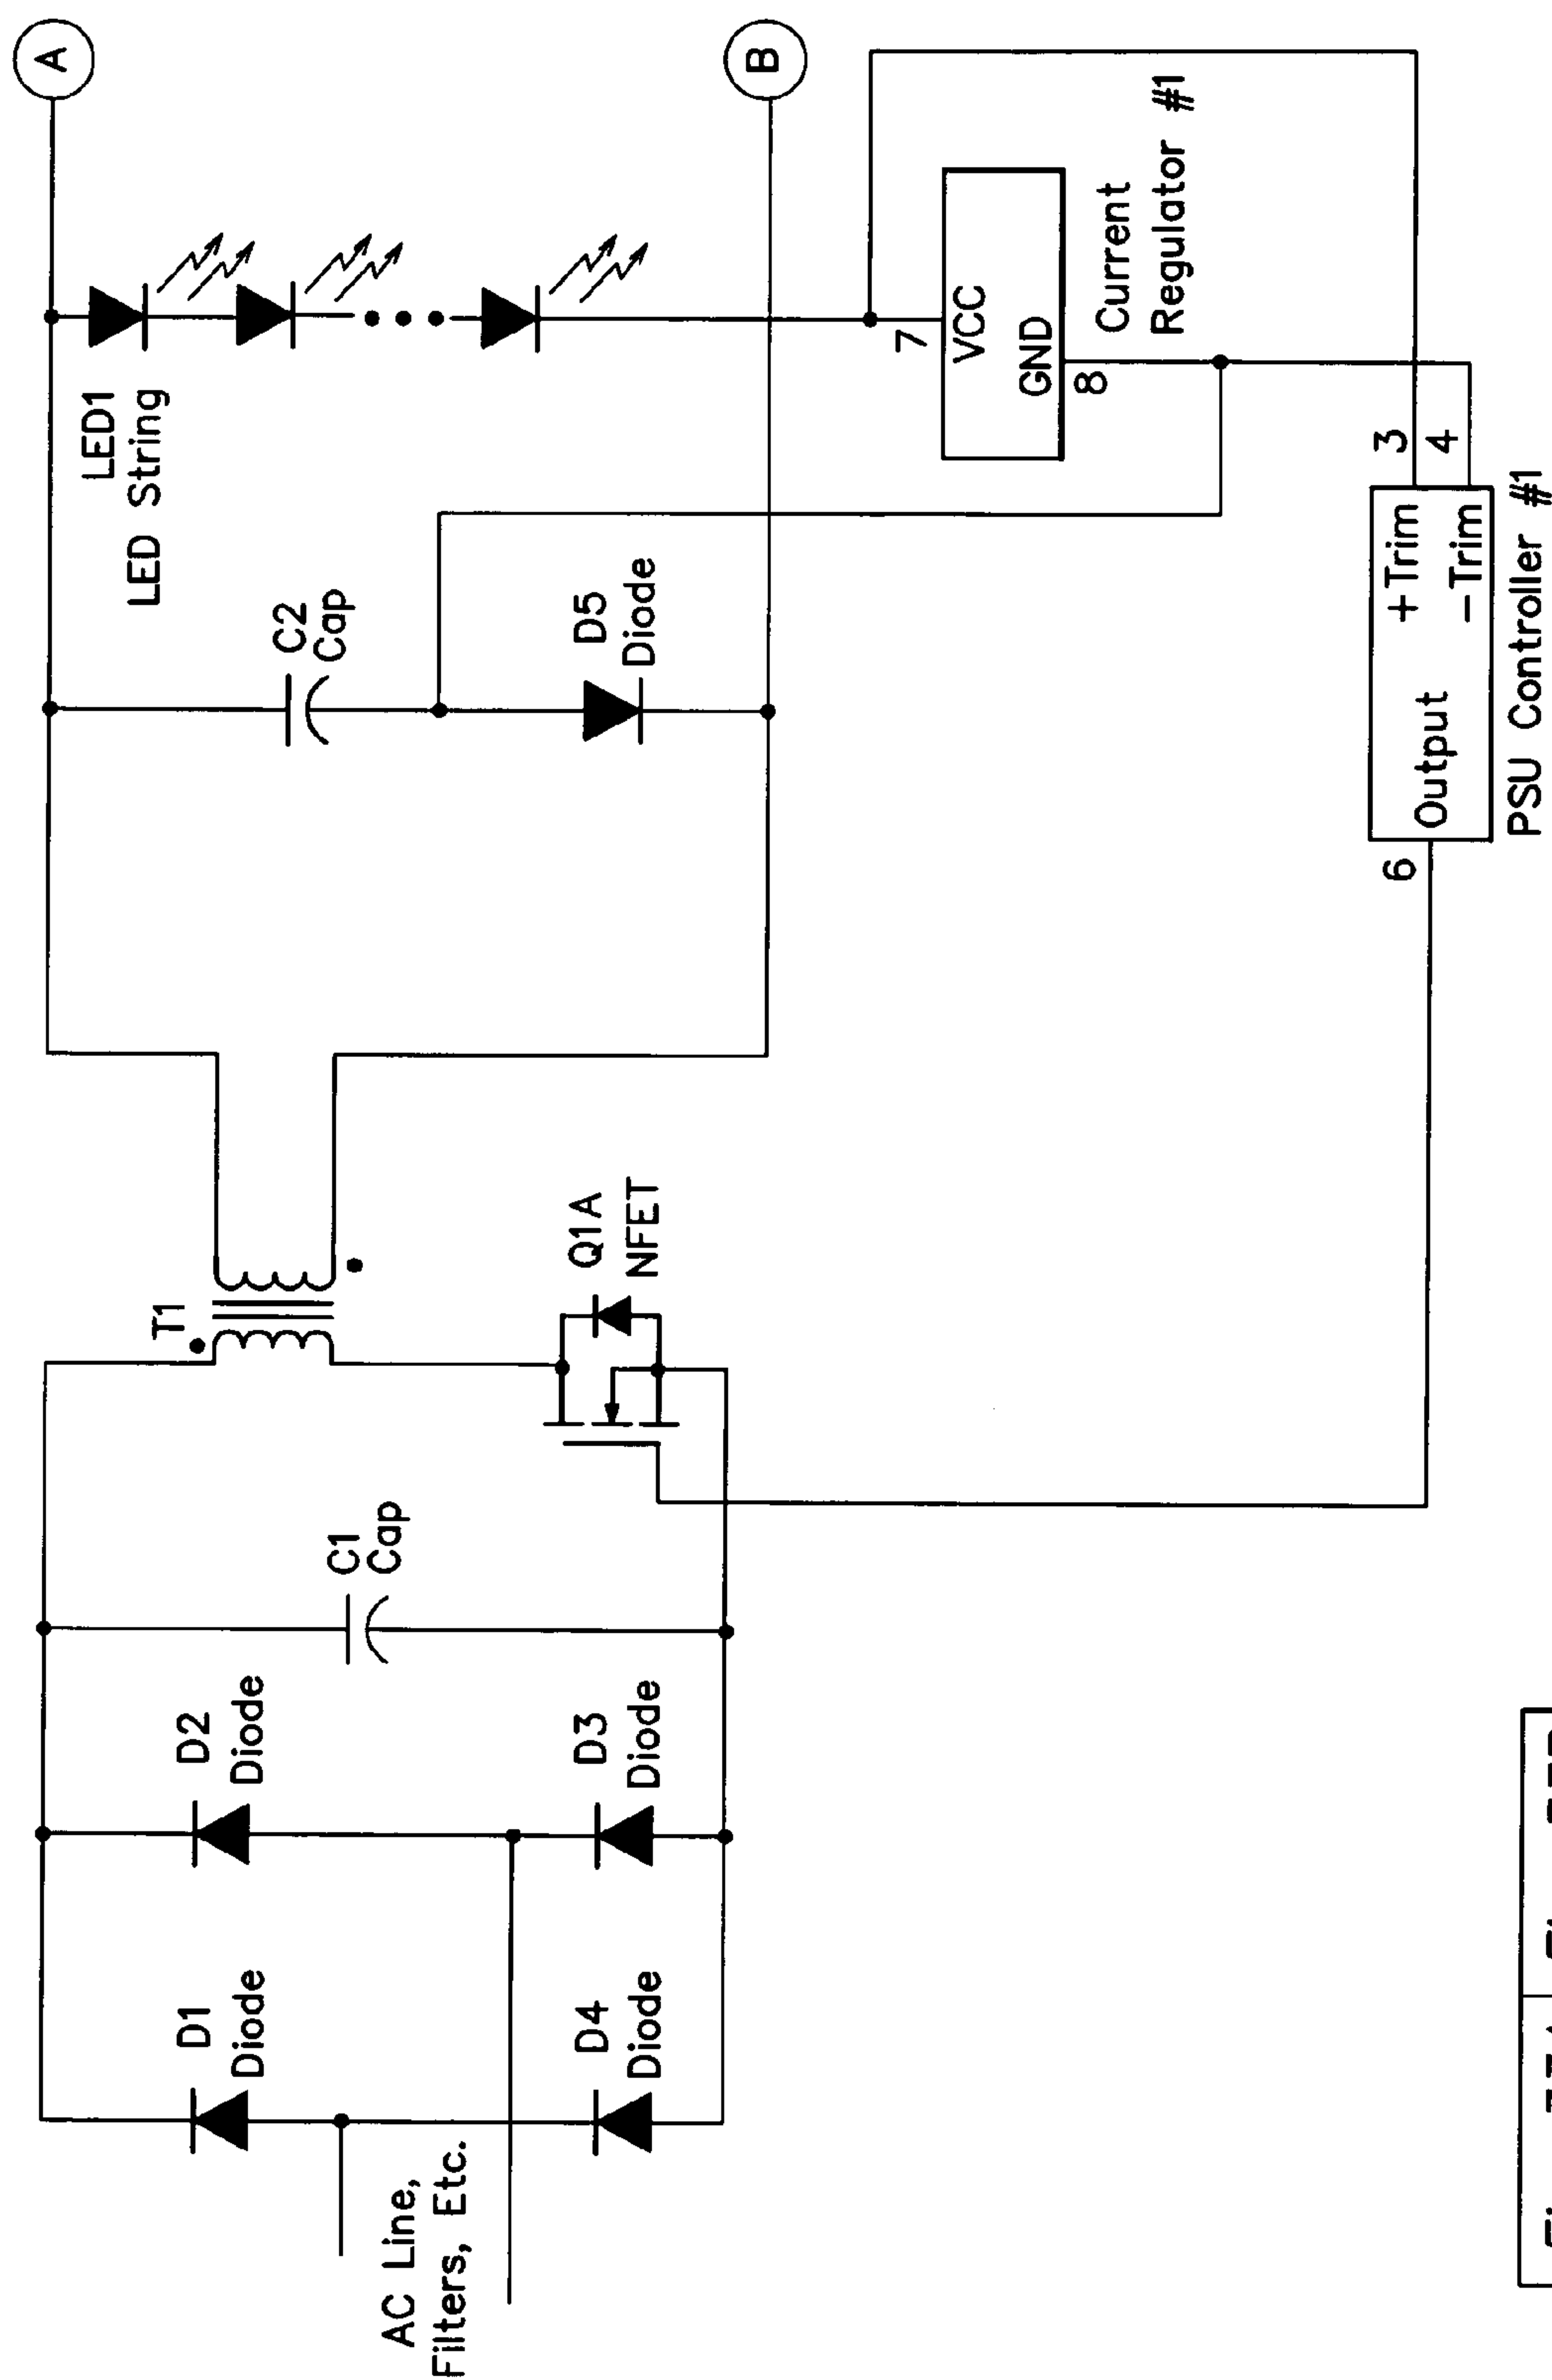 AC Line,
Filters, Etc.
D1
Diode
D4
Diode
D2
Diode
D3
Diode
C1
Cap
T1
Q1A
NFET
C2
Cap
D5
Diode
LED1
LED String
A
B
7
VCC
GND
8
Current
Regulator #1
3
4
+Trim
−Trim
Output
6
PSU Controller #1